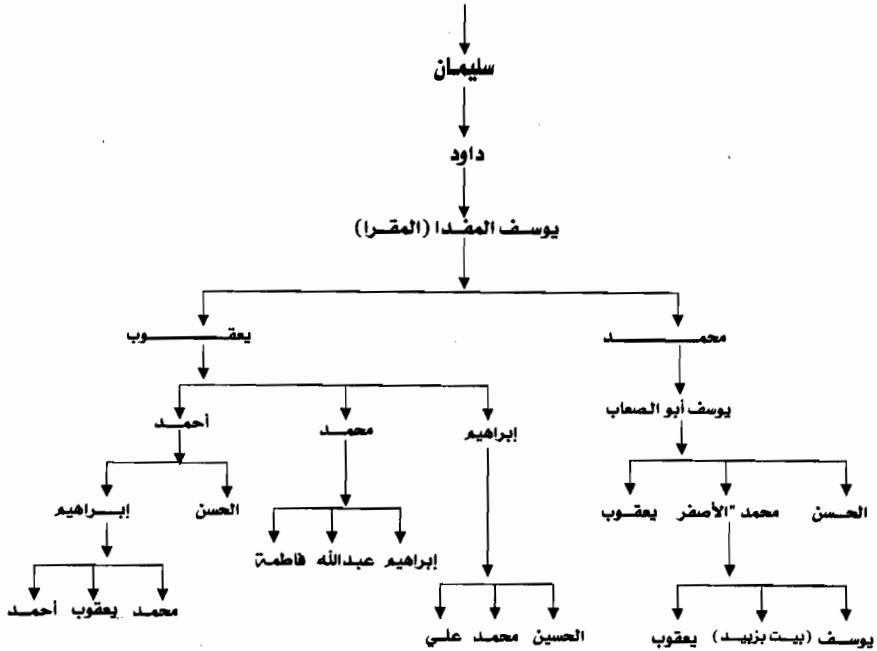 سليمان
داود
يوسف المفدا (المقرا)
محمد
يعقوب
يوسف أبو الصعاب
إبراهيم
محمد
أحمد
الحسن
محمد "الأصفر
يعقوب
الحسن
إبراهيم
إبراهيم
عبدالله
فاطمة
يوسف
(بيت بزبيد)
يعقوب
الحسين
محمد
علي
محمد
يعقوب
أحمد